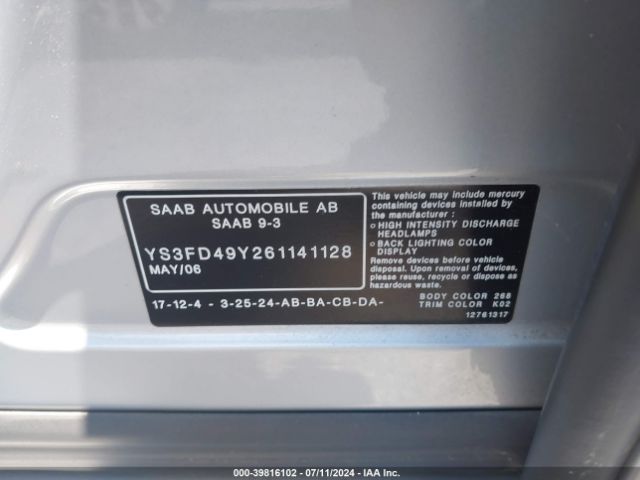 SAAB AUTOMOBILE AB
SAAB 9-3
YS3FD49Y261141128
MAY/06
17-12-4 - 3-25-24-AB-BA-CB-DA-
This vehicle may include mercury
containing devices installed by
the manufacturer :
o HIGH INTENSITY DISCHARGE
HEADLAMPS
o BACK LIGHTING COLOR
DISPLAY
Remove devices before vehicle
disposal. Upon removal of devices,
please reuse, recycle or dispose as
hazardous waste.
BODY COLOR 268
TRIM COLOR K02
12761317
000-39816102 - 07/11/2024 - IAA Inc.